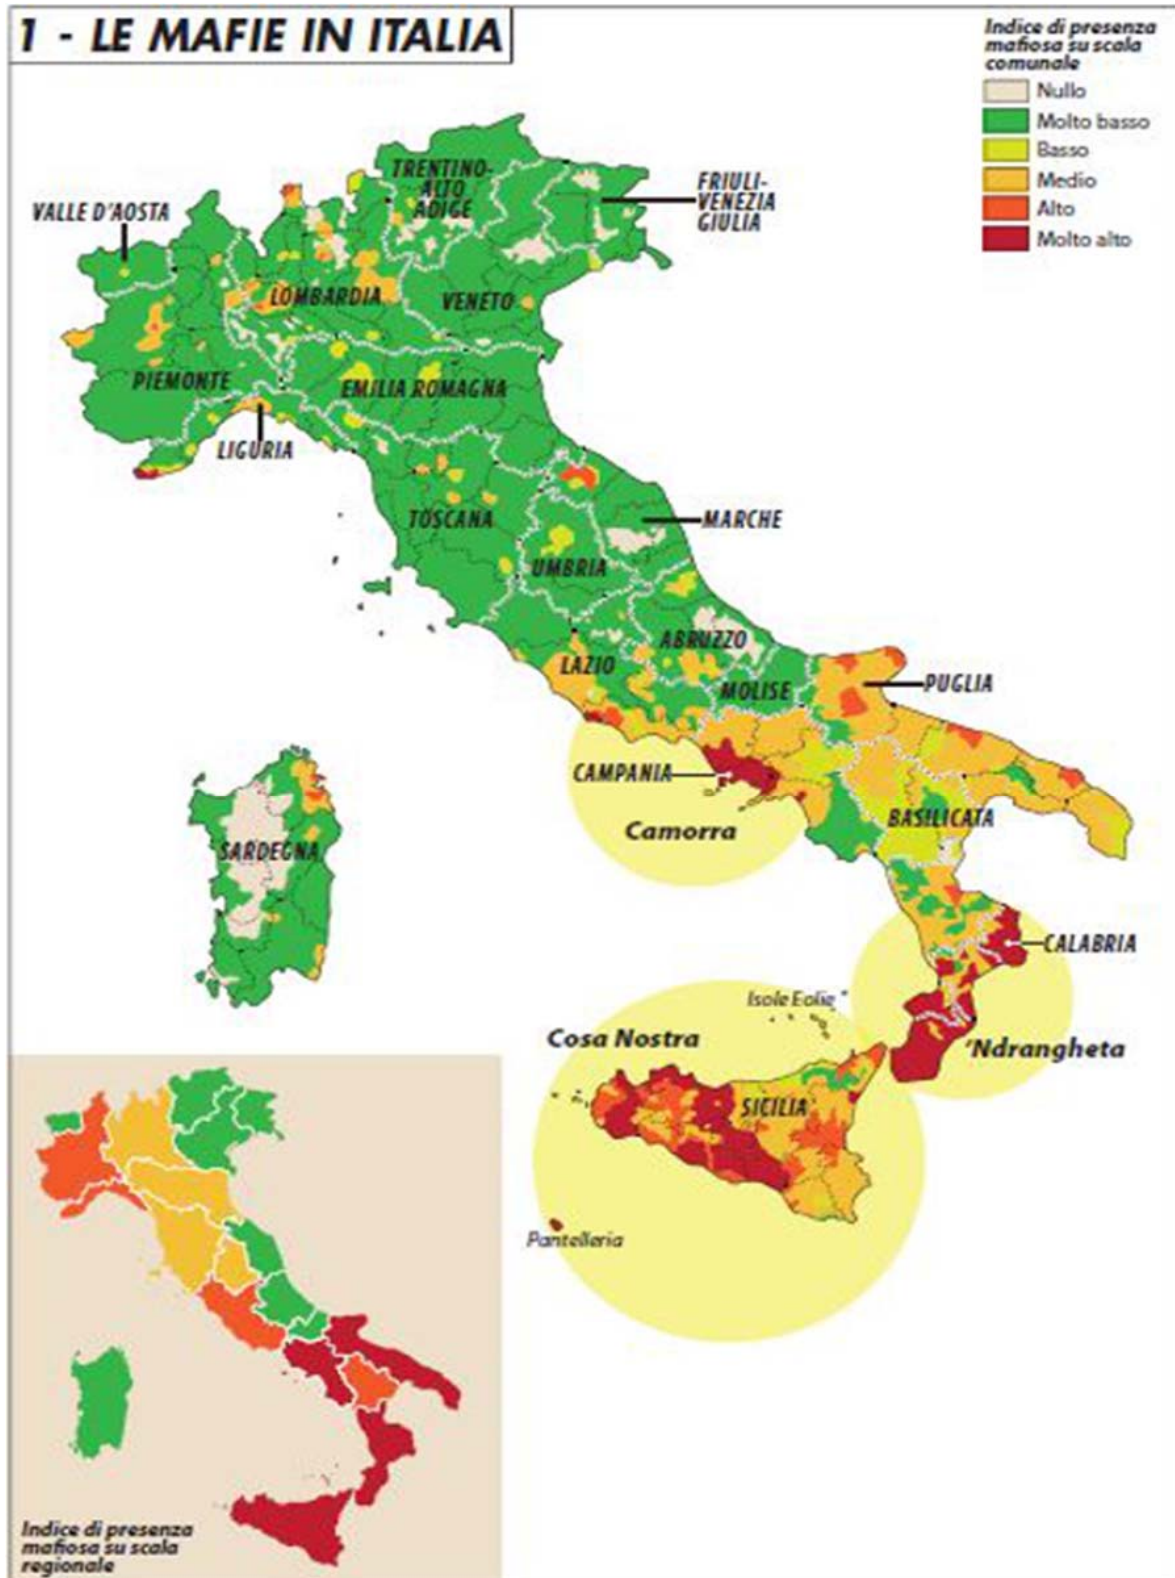 1 - LE MAFIE IN ITALIA
Indice di presenza
mafiosa su scala
comunale
Nullo
Molto basso
Basso
Medio
Alto
Molto alto
TRENTINO-
ALTO
ADIGE
FRIULI-
VENEZIA
GIULIA
VALLE D'AOSTA
LOMBARDIA
VENETO
PIEMONTE
EMILIA ROMAGNA
LIGURIA
TOSCANA
MARCHE
UMBRIA
ABRUZZO
LAZIO
MOLISE
PUGLIA
CAMPANIA
BASILICATA
Camorra
SARDEGNA
CALABRIA
Isole Eolie
Cosa Nostra
'Ndrangheta
SICILIA
Pantelleria
Indice di presenza
mafiosa su scala
regionale